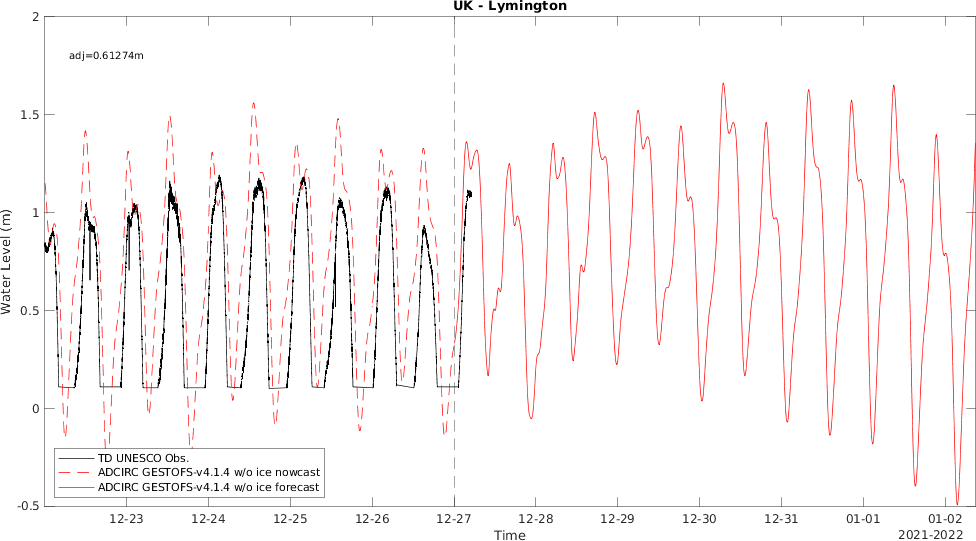 UK - Lymington
2
1.5
1
0.5
0
-0.5
Water Level (m)
adj=0.61274m
TD UNESCO Obs.
ADCIRC GESTOFS-v4.1.4 w/o ice nowcast
ADCIRC GESTOFS-v4.1.4 w/o ice forecast
12-23 12-24 12-25 12-26 12-27 12-28 12-29 12-30 12-31 01-01 01-02
Time
2021-2022